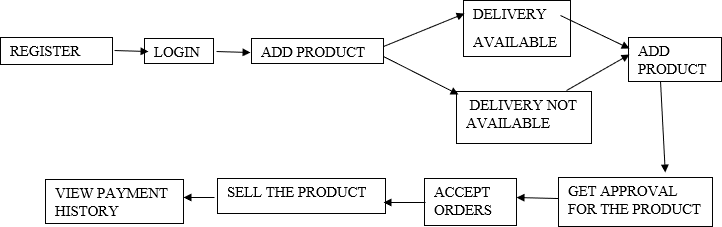 REGISTER
LOGIN
ADD PRODUCT
DELIVERY
AVAILABLE
DELIVERY NOT
AVAILABLE
ADD
PRODUCT
GET APPROVAL
FOR THE PRODUCT
ACCEPT
ORDERS
SELL THE PRODUCT
VIEW PAYMENT
HISTORY